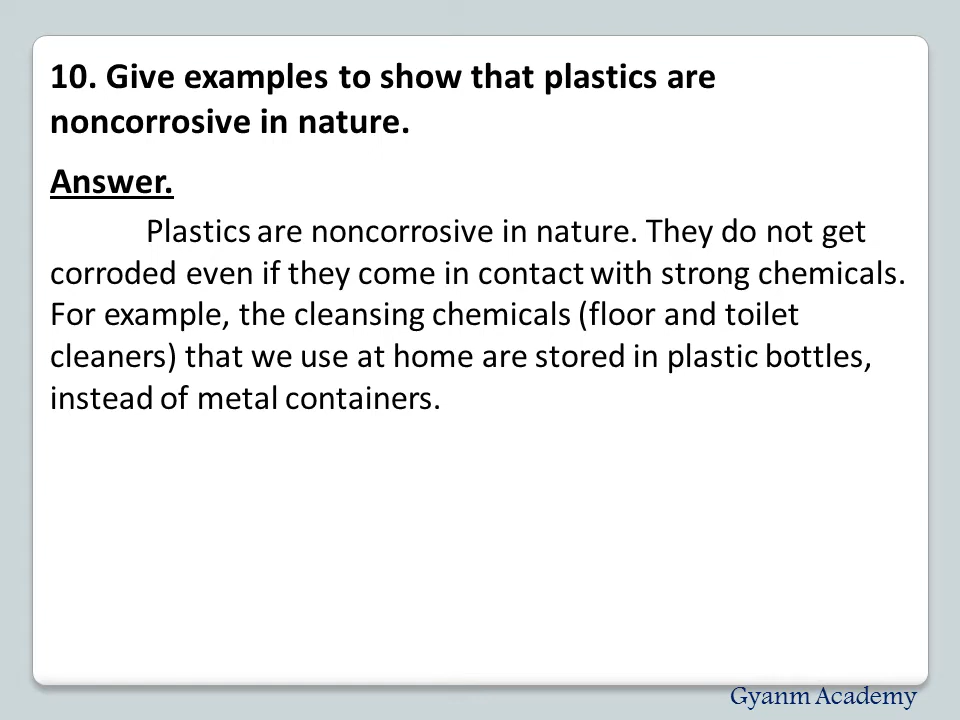 10. Give examples to show that plastics are
noncorrosive in nature.
Answer.
Plastics are noncorrosive in nature. They do not get
corroded even if they come in contact with strong chemicals.
For example, the cleansing chemicals (floor and toilet
cleaners) that we use at home are stored in plastic bottles,
instead of metal containers.
Gyanm Academy